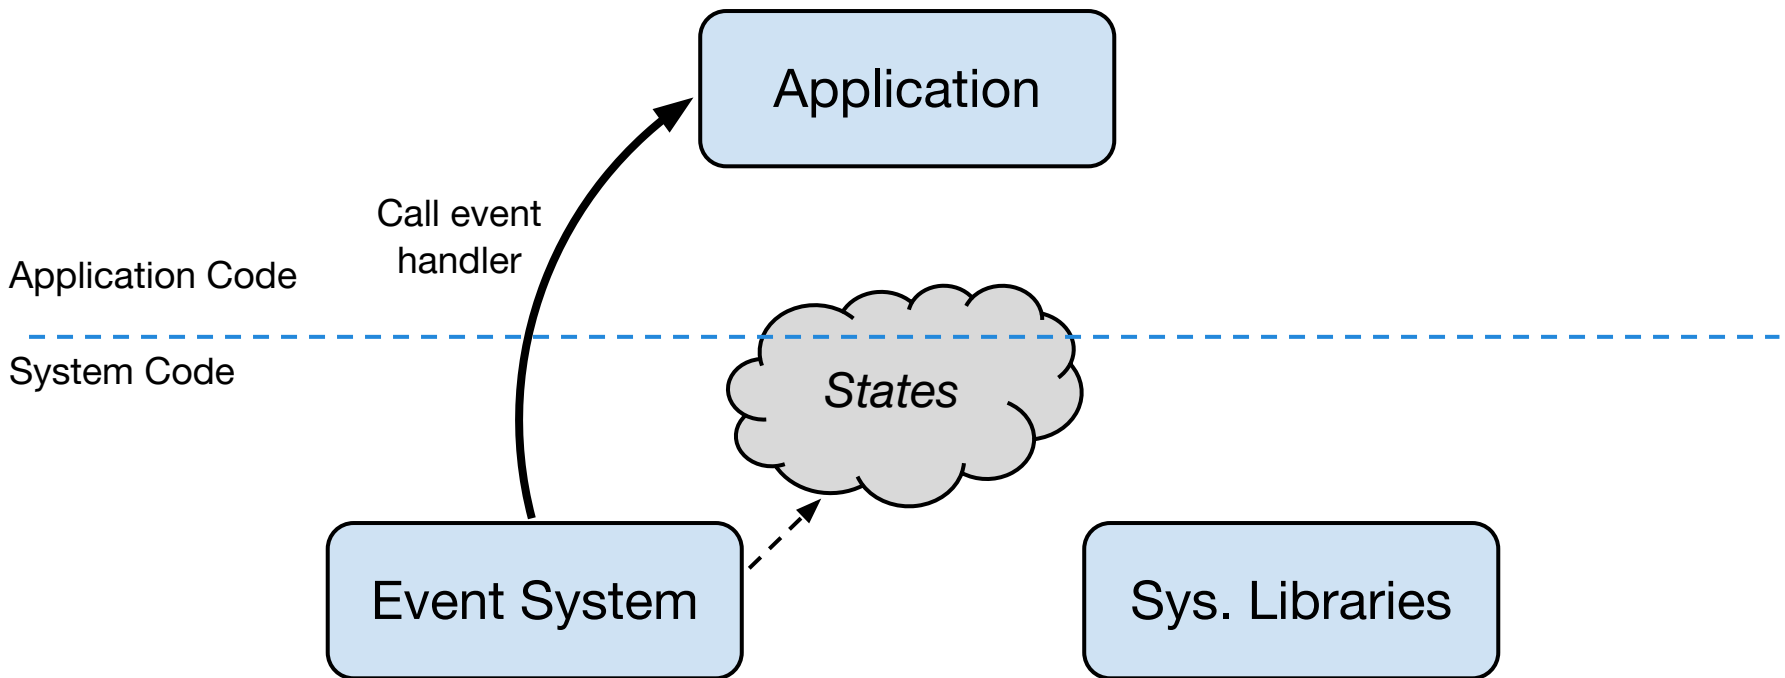 Application
Call event
handler
Application Code
System Code
States
Event System
Sys. Libraries